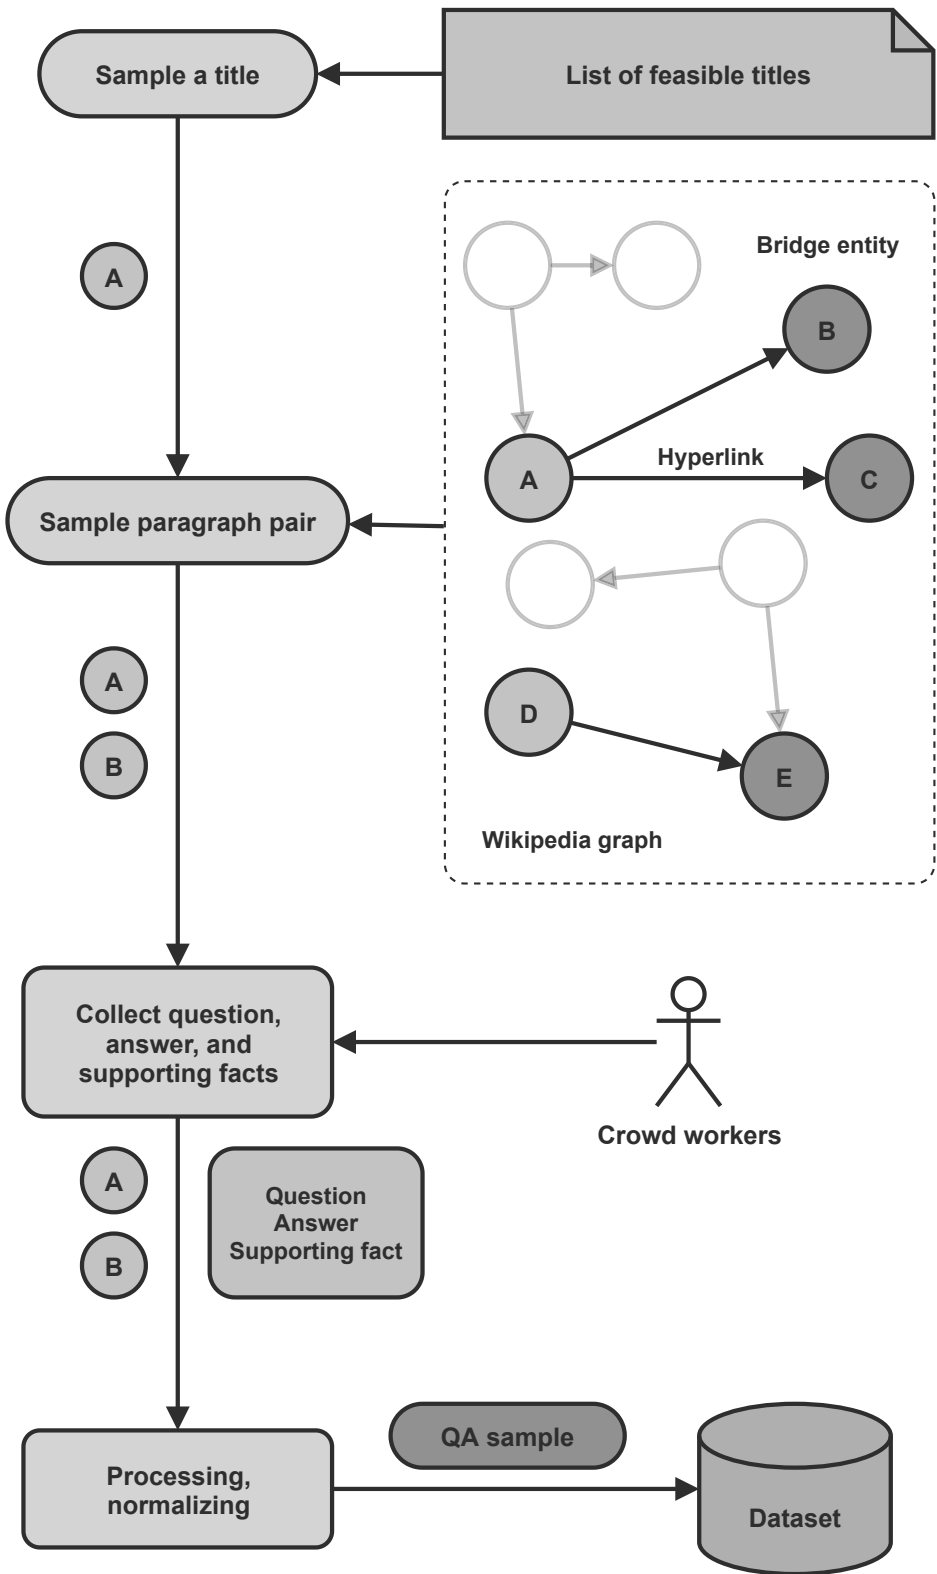 Sample a title
List of feasible titles
A
Bridge entity
B
Hyperlink
A
C
Sample paragraph pair
A
B
D
E
Wikipedia graph
Collect question,
answer, and
supporting facts
Crowd workers
A
B
Question
Answer
Supporting fact
QA sample
Processing,
normalizing
Dataset